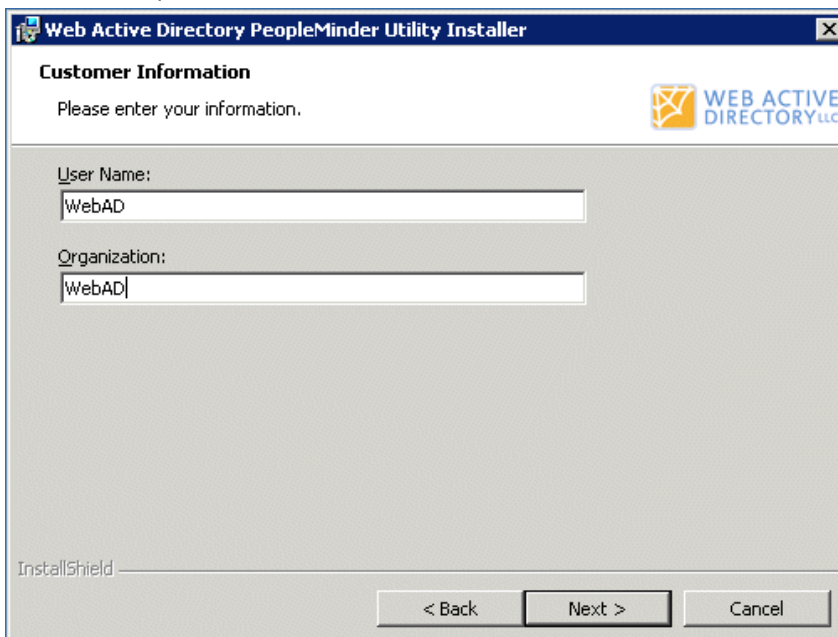 Web Active Directory PeopleMinder Utility Installer
Customer Information
Please enter your information.
WEB ACTIVE
DIRECTORY LLC
User Name:
WebAD
Organization:
WebAD
InstallShield
< Back Next > Cancel